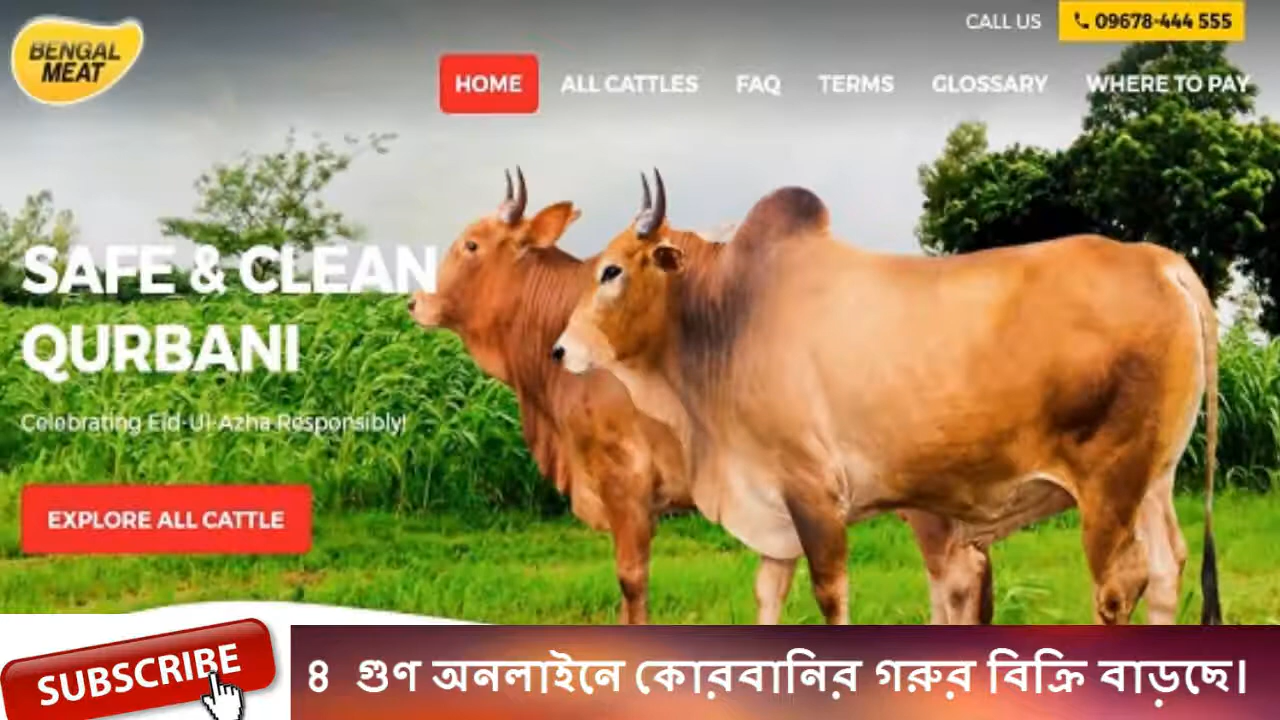 BENGAL
MEAT
CALL US 09678-444 555
HOME ALL CATTLES FAQ TERMS GLOSSARY WHERE TO PAY
SAFE & CLEAN
QURBANI
Celebrating Eid-Ul-Azha Responsibly!
EXPLORE ALL CATTLE
SUBSCRIBE
৪ গুণ অনলাইনে কোরবানির গরুর বিক্রি বাড়ছে।